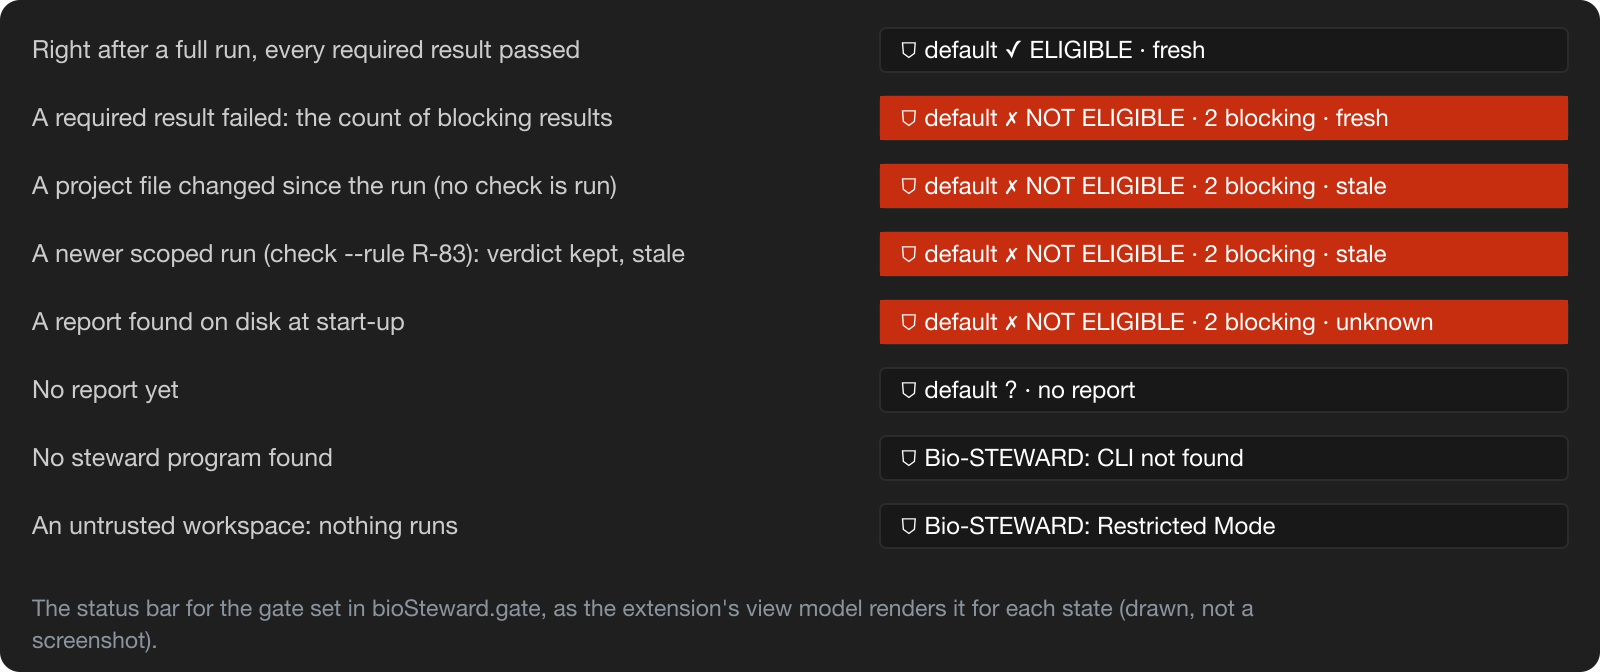 Right after a full run, every required result passed
default ✓ ELIGIBLE · fresh
A required result failed: the count of blocking results
default ✗ NOT ELIGIBLE · 2 blocking · fresh
A project file changed since the run (no check is run)
default ✗ NOT ELIGIBLE · 2 blocking · stale
A newer scoped run (check --rule R-83): verdict kept, stale
default ✗ NOT ELIGIBLE · 2 blocking · stale
A report found on disk at start-up
default ✗ NOT ELIGIBLE · 2 blocking · unknown
No report yet
default ? · no report
No steward program found
Bio-STEWARD: CLI not found
An untrusted workspace: nothing runs
Bio-STEWARD: Restricted Mode
The status bar for the gate set in bioSteward.gate, as the extension's view model renders it for each state (drawn, not a
screenshot).